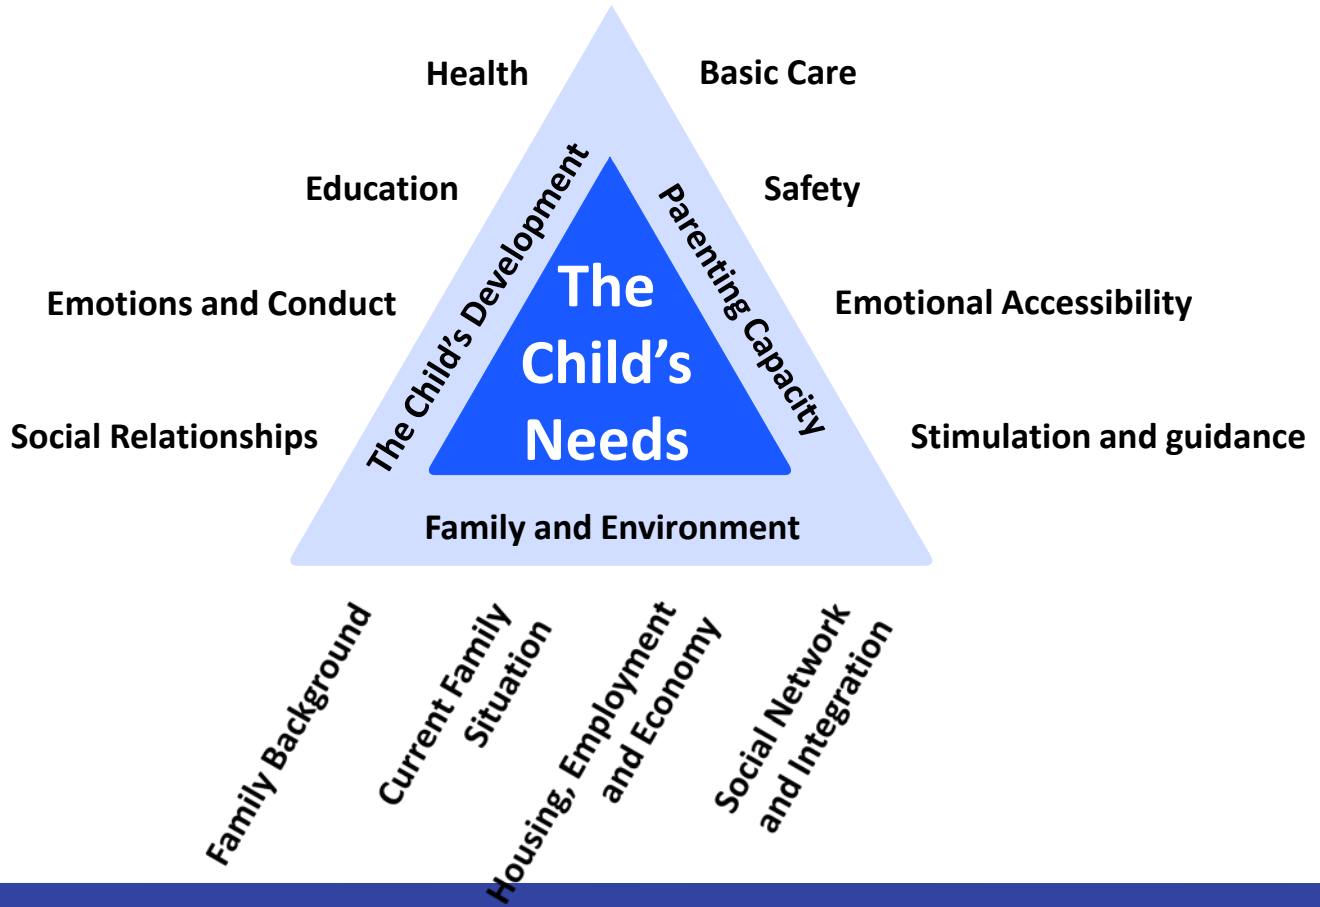 Health
Basic Care
Education
Safety
Emotions and Conduct
Emotional Accessibility
Social Relationships
Stimulation and guidance
The Child’s Development
Parenting Capacity
The
Child’s
Needs
Family and Environment
Family Background
Current Family
Situation
Housing, Employment
and Economy
Social Network
and Integration